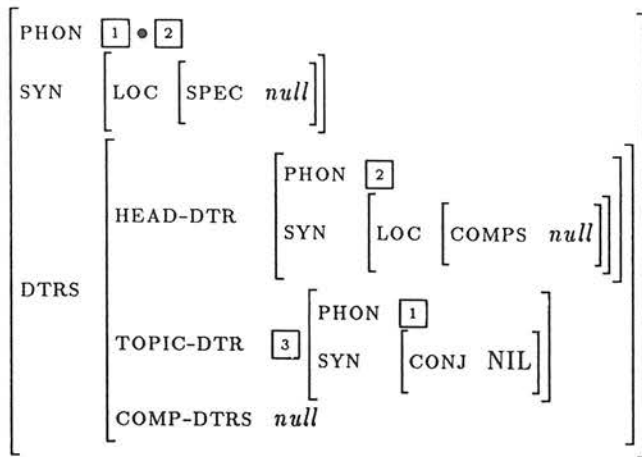 PHON 1 • 2
SYN LOC SPEC null
PHON 2
HEAD-DTR
SYN LOC COMPS null
DTRS
PHON 1
TOPIC-DTR 3
SYN CONJ NIL
COMP-DTRS null